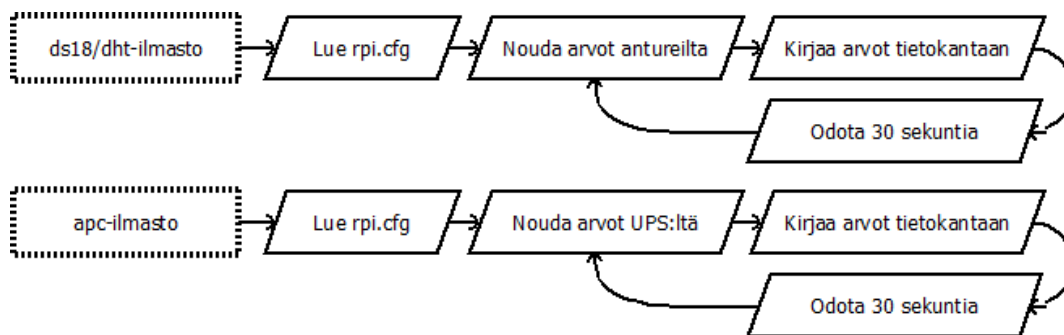 ds18/dht-ilmasto
Lue rpi.cfg
Nouda arvot antureilta
Kirjaa arvot tietokantaan
Odota 30 sekuntia
apc-ilmasto
Lue rpi.cfg
Nouda arvot UPS:ltä
Kirjaa arvot tietokantaan
Odota 30 sekuntia